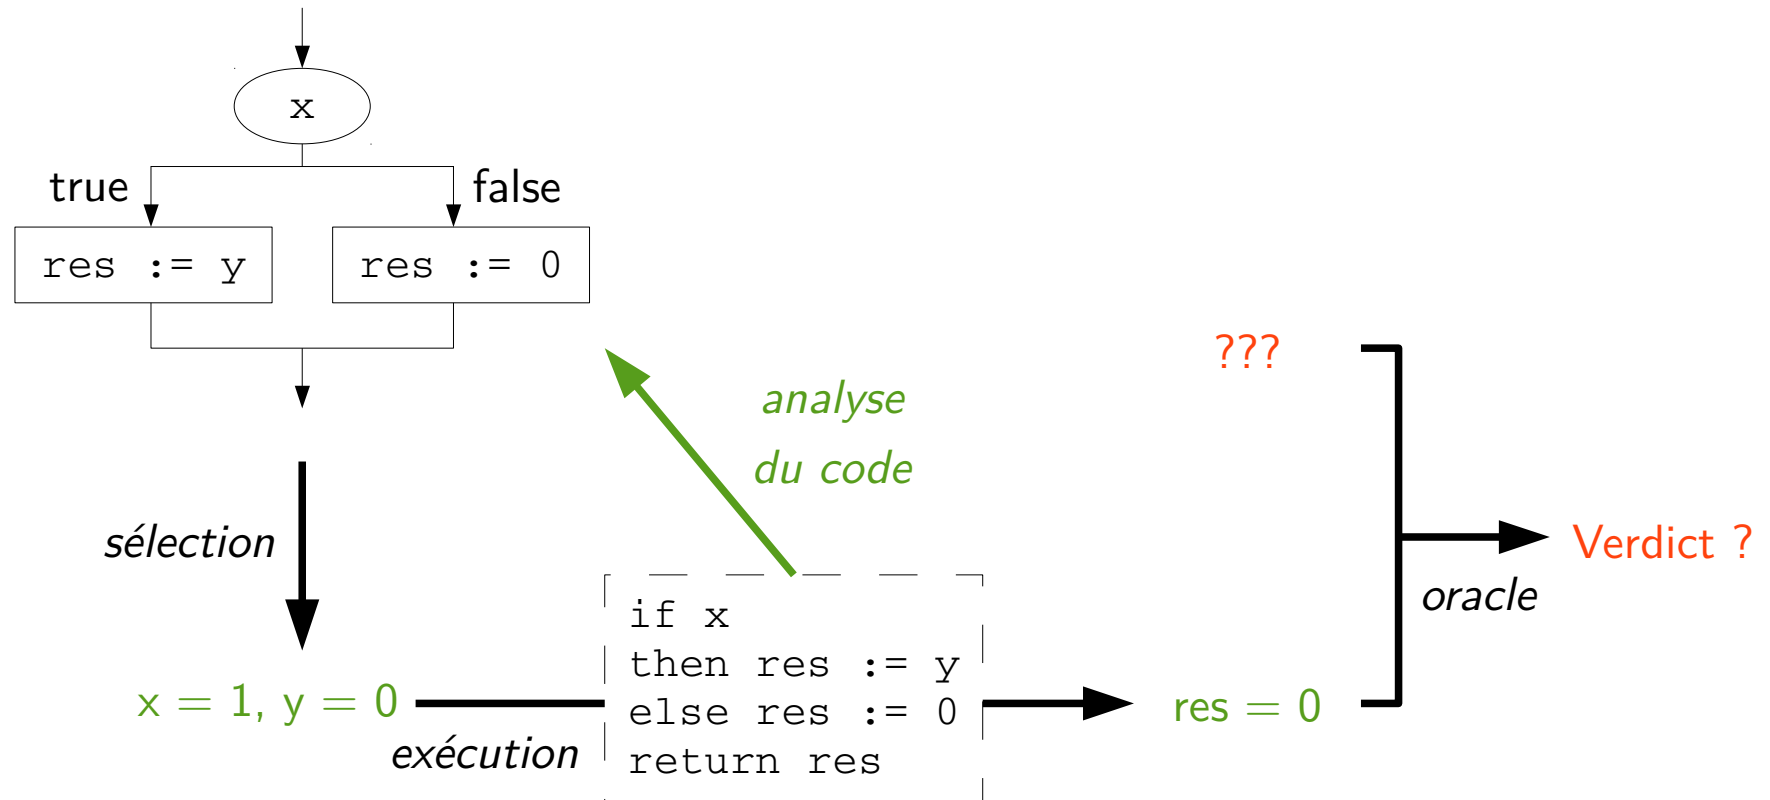 x
true
false
res := y
res := 0
???
analyse
du code
sélection
Verdict ?
oracle
if x
then res := y
else res := 0
return res
x = 1, y = 0
res = 0
exécution